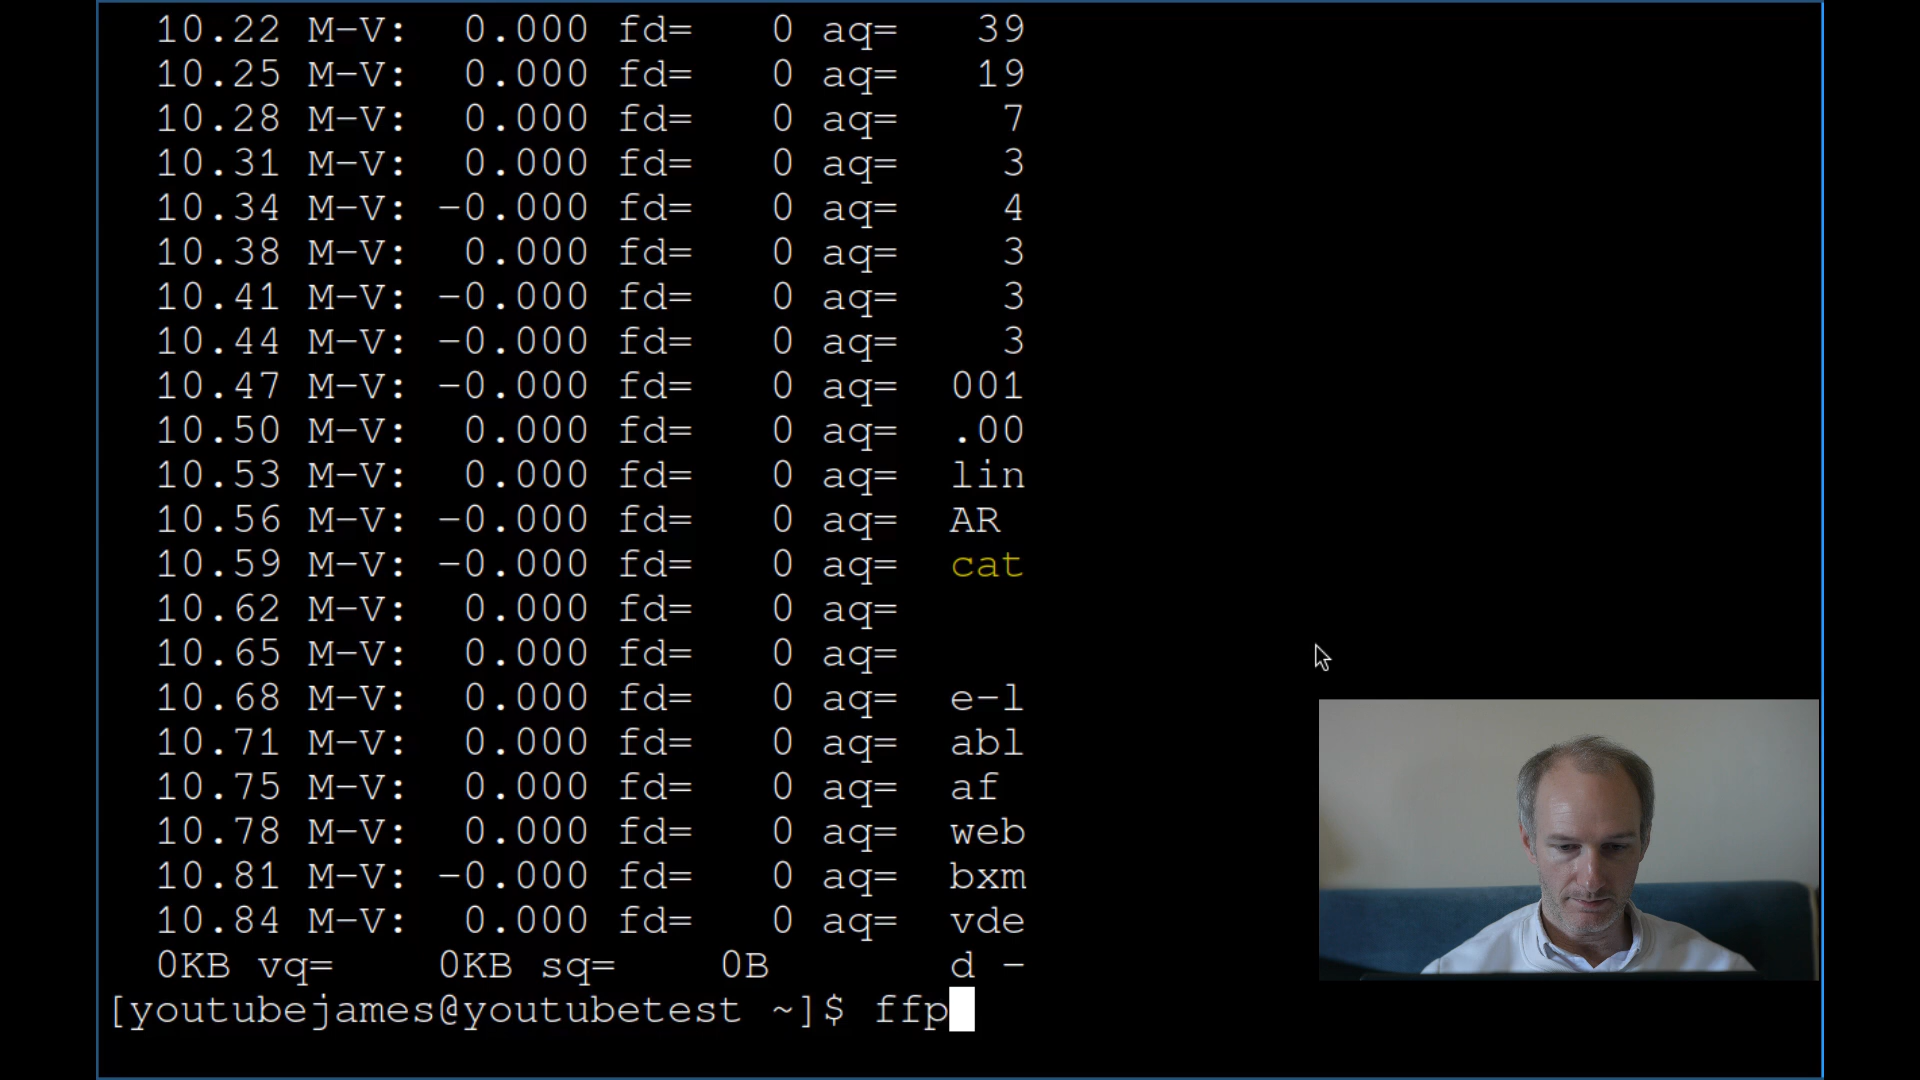 10.22 M-V:  0.000 fd=   0 aq=   39
10.25 M-V:  0.000 fd=   0 aq=   19
10.28 M-V:  0.000 fd=   0 aq=    7
10.31 M-V:  0.000 fd=   0 aq=    3
10.34 M-V: -0.000 fd=   0 aq=    4
10.38 M-V:  0.000 fd=   0 aq=    3
10.41 M-V: -0.000 fd=   0 aq=    3
10.44 M-V: -0.000 fd=   0 aq=    3
10.47 M-V: -0.000 fd=   0 aq=  001
10.50 M-V:  0.000 fd=   0 aq=  .00
10.53 M-V:  0.000 fd=   0 aq=  lin
10.56 M-V: -0.000 fd=   0 aq=  AR
10.59 M-V: -0.000 fd=   0 aq=  cat
10.62 M-V:  0.000 fd=   0 aq=
10.65 M-V:  0.000 fd=   0 aq=
10.68 M-V:  0.000 fd=   0 aq=  e-l
10.71 M-V:  0.000 fd=   0 aq=  abl
10.75 M-V:  0.000 fd=   0 aq=  af
10.78 M-V:  0.000 fd=   0 aq=  web
10.81 M-V: -0.000 fd=   0 aq=  bxm
10.84 M-V:  0.000 fd=   0 aq=  vde
0KB vq=    0KB sq=    0B       d -
[youtubejames@youtubetest ~]$ ffp